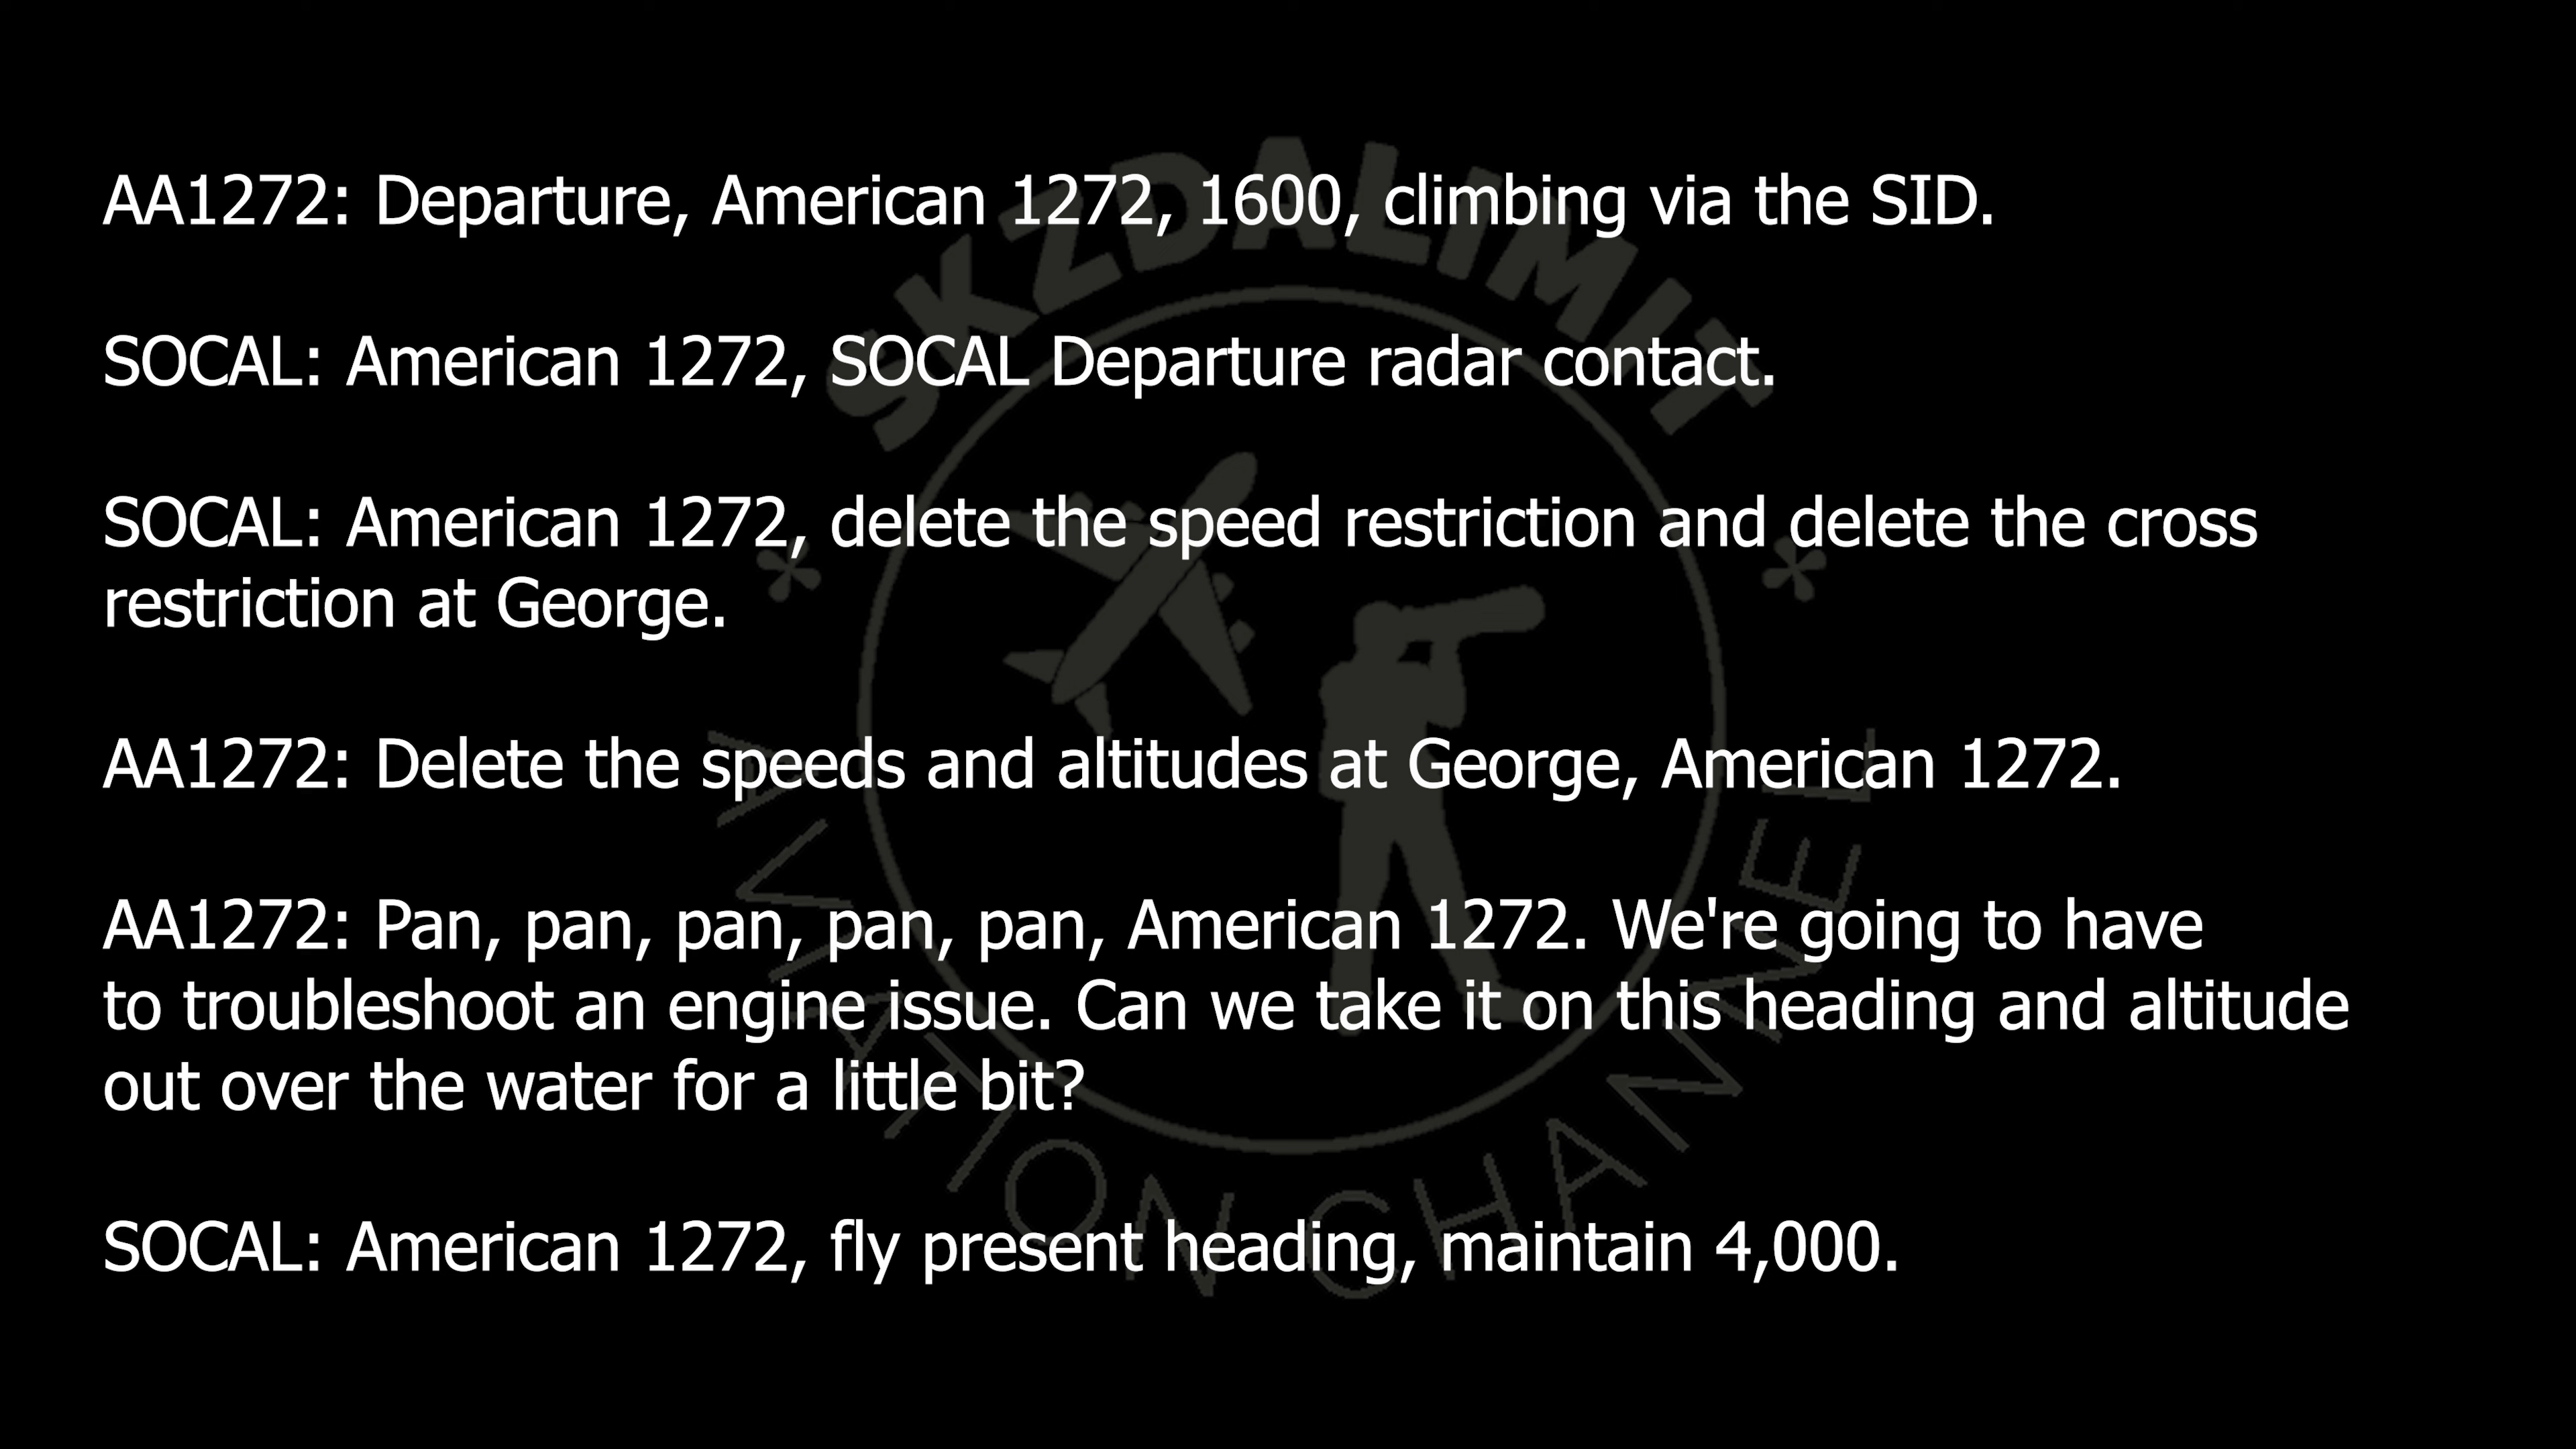 AA1272: Departure, American 1272, 1600, climbing via the SID.
SOCAL: American 1272, SOCAL Departure radar contact.
SOCAL: American 1272, delete the speed restriction and delete the cross
restriction at George.
AA1272: Delete the speeds and altitudes at George, American 1272.
AA1272: Pan, pan, pan, pan, pan, American 1272. We're going to have
to troubleshoot an engine issue. Can we take it on this heading and altitude
out over the water for a little bit?
SOCAL: American 1272, fly present heading, maintain 4,000.
SKZDALIMIT
AVIATION CHANNEL